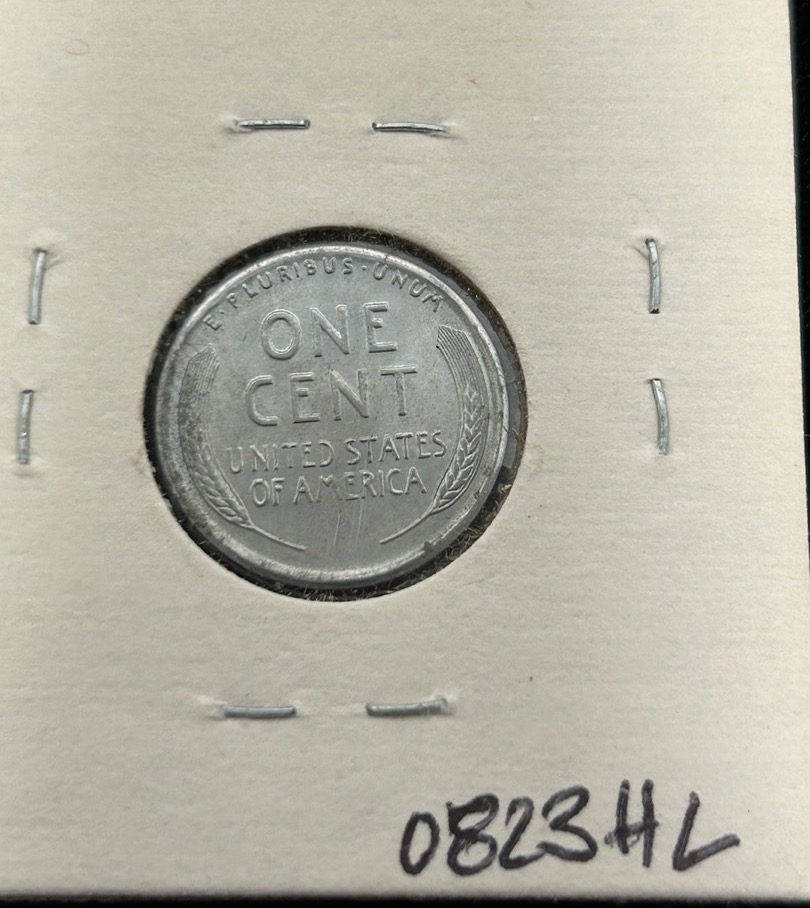 E·PLURIBUS·UNUM
ONE
CENT
UNITED STATES
OF AMERICA
0823HL